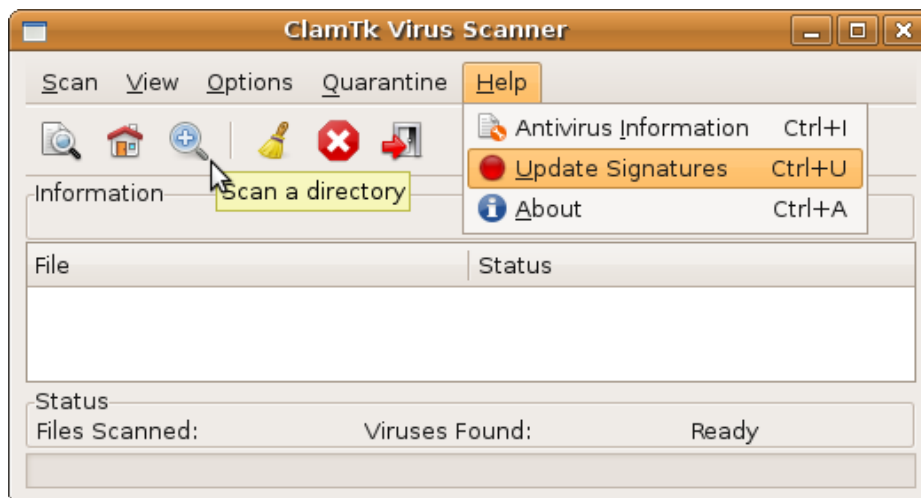 ClamTk Virus Scanner
Scan View Options Quarantine Help
Antivirus Information Ctrl+I
Update Signatures Ctrl+U
About Ctrl+A
Scan a directory
Information
File Status
Status
Files Scanned: Viruses Found: Ready